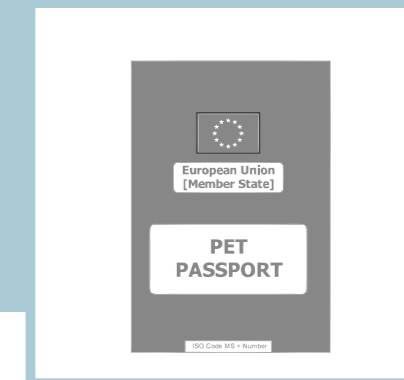 European Union
[Member State]
PET
PASSPORT
ISO Code MS + Number